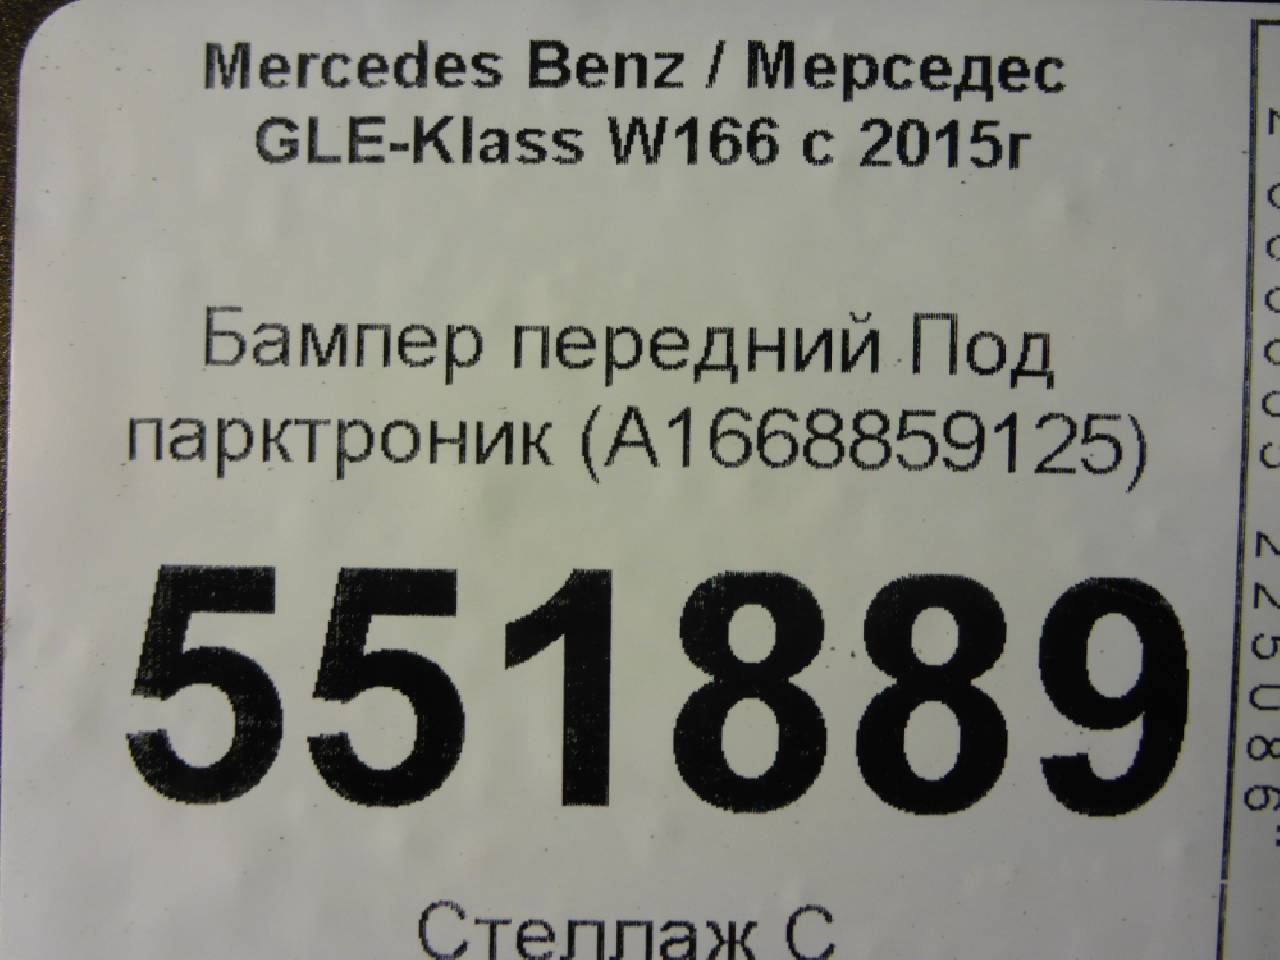 Mercedes Benz / Мерседес
GLE-Klass W166 с 2015г
Бампер передний Под
парктроник (A1668859125)
551889
Стеллаж С